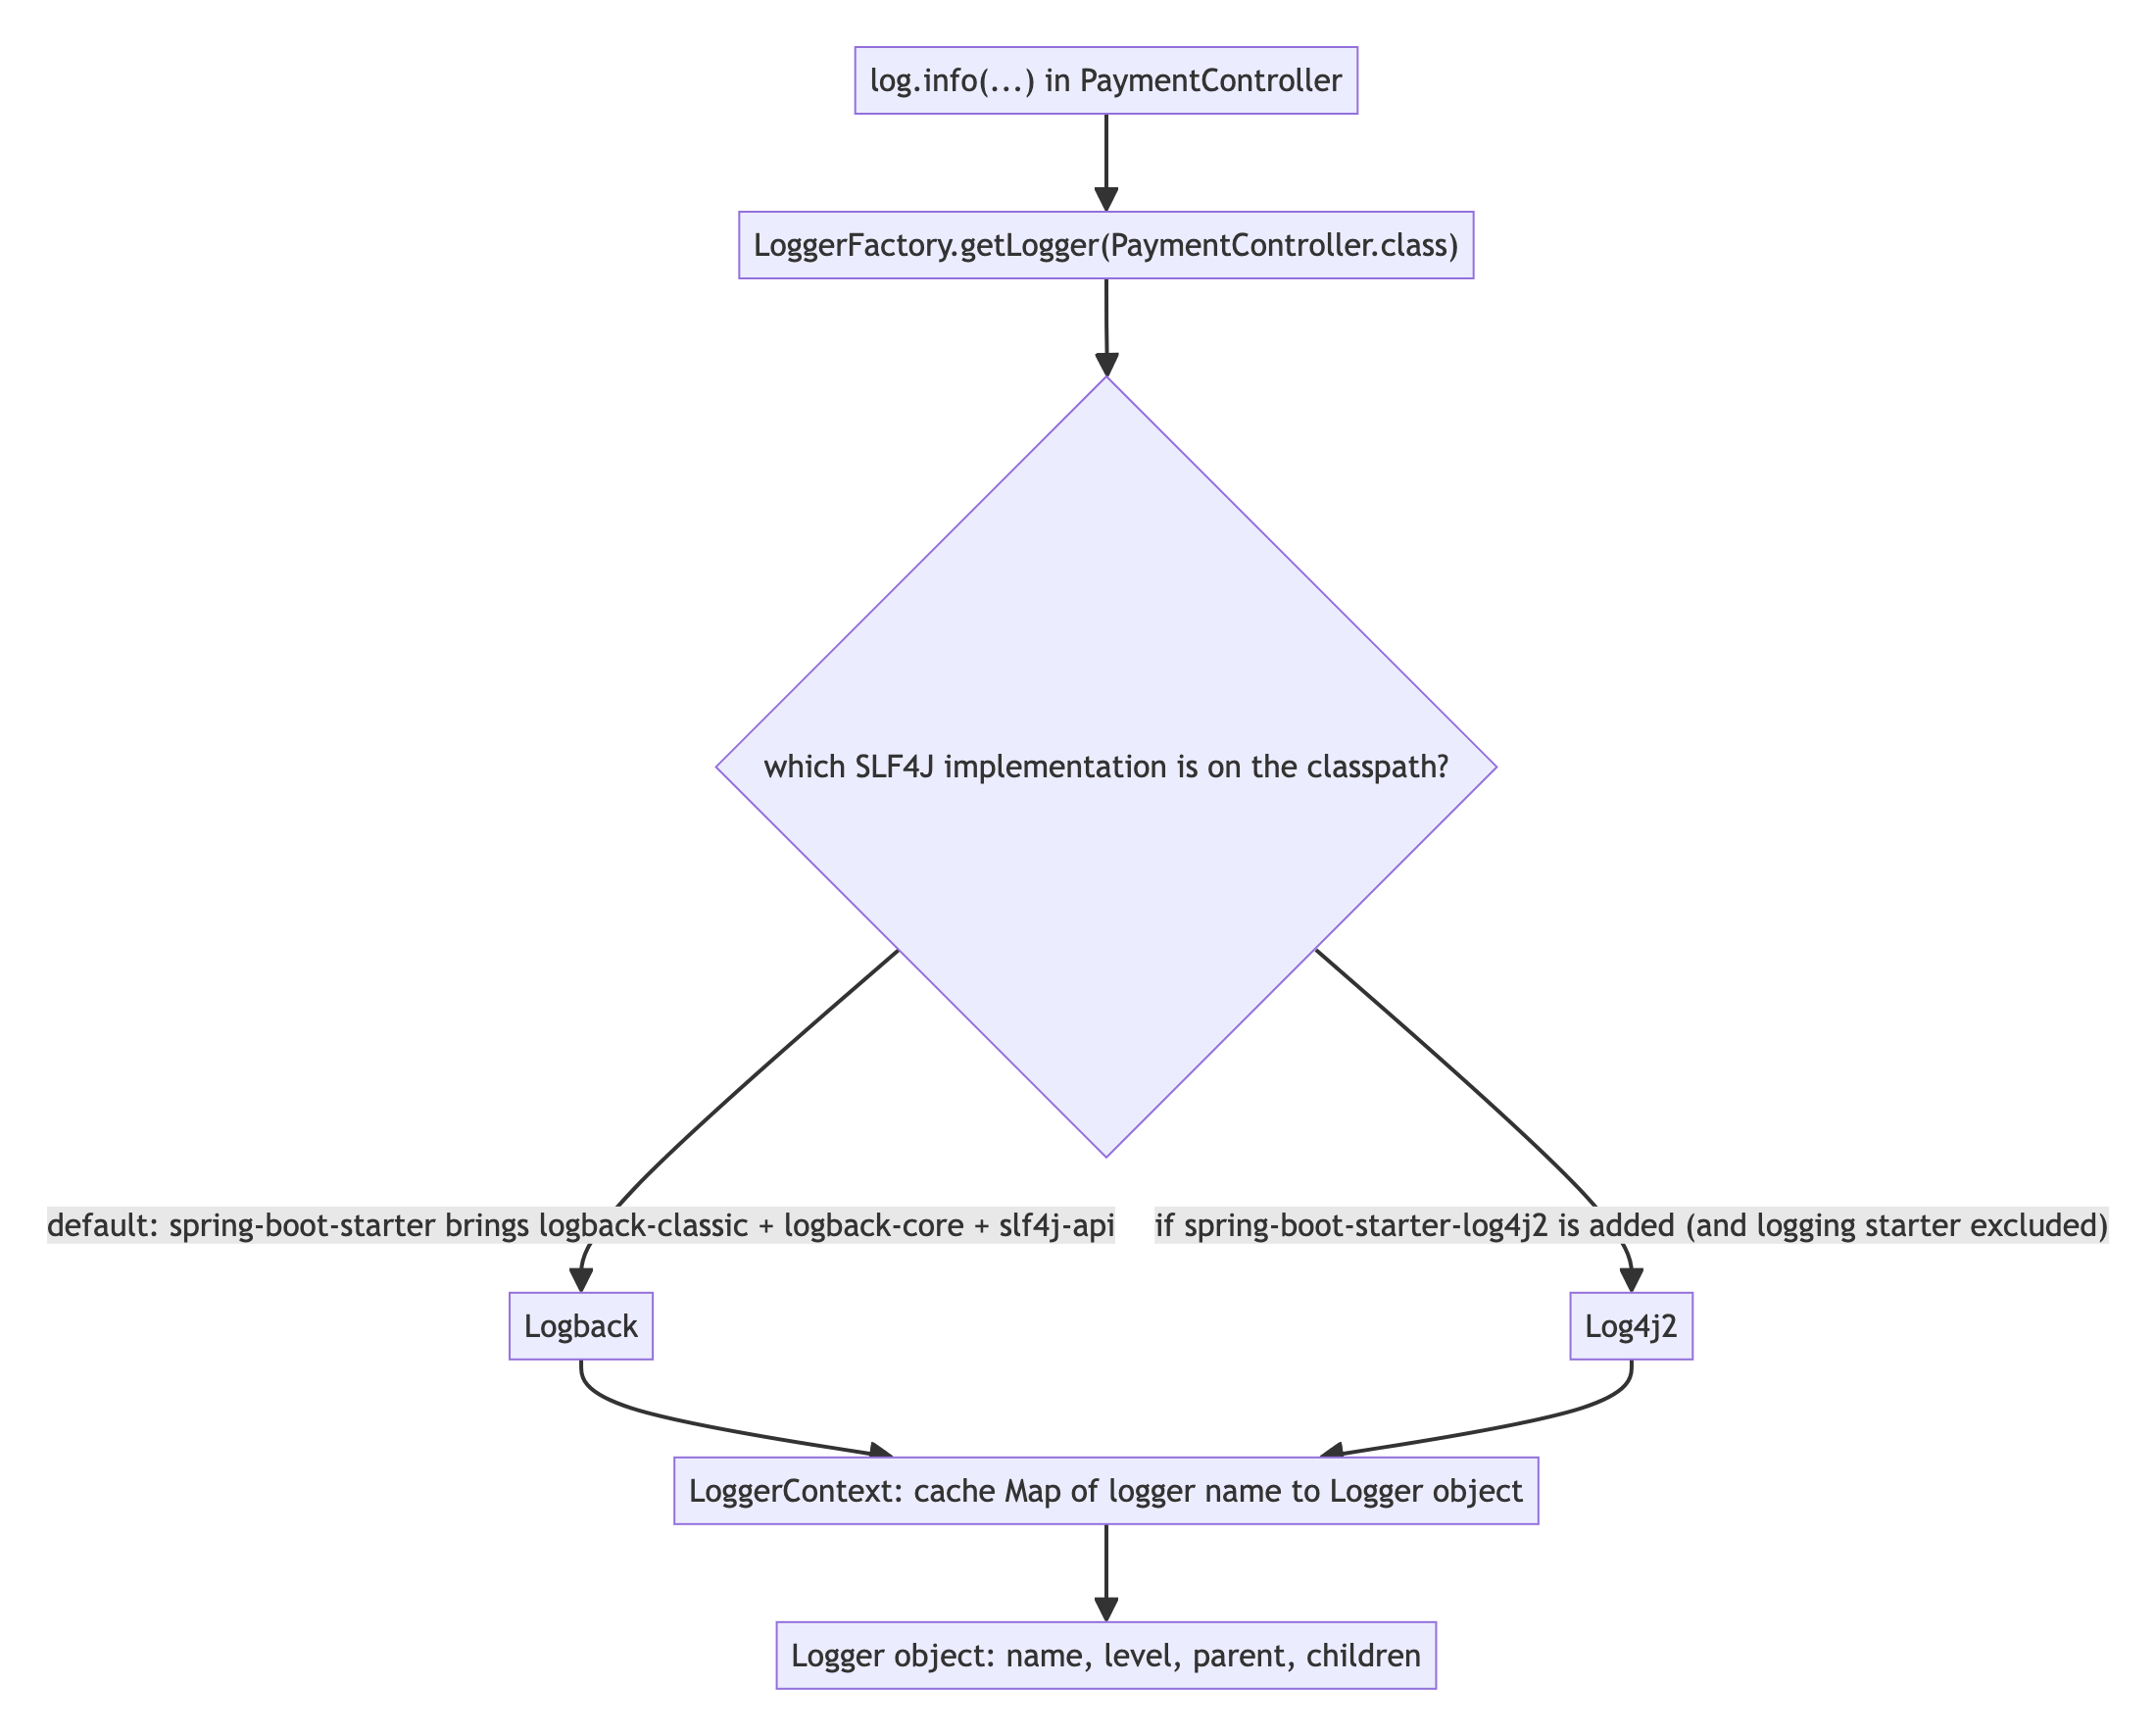 log.info(...) in PaymentController
LoggerFactory.getLogger(PaymentController.class)
which SLF4J implementation is on the classpath?
default: spring-boot-starter brings logback-classic + logback-core + slf4j-api
if spring-boot-starter-log4j2 is added (and logging starter excluded)
Logback
Log4j2
LoggerContext: cache Map of logger name to Logger object
Logger object: name, level, parent, children